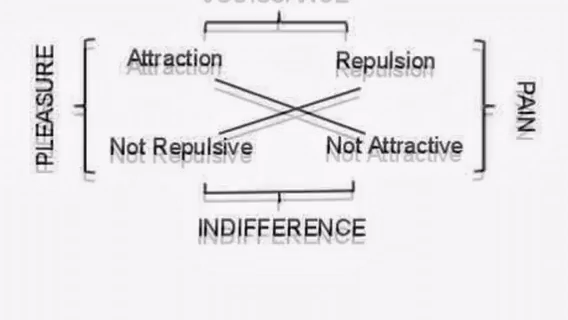 PLEASURE
Attraction
Repulsion
PAIN
Not Repulsive
Not Attractive
INDIFFERENCE